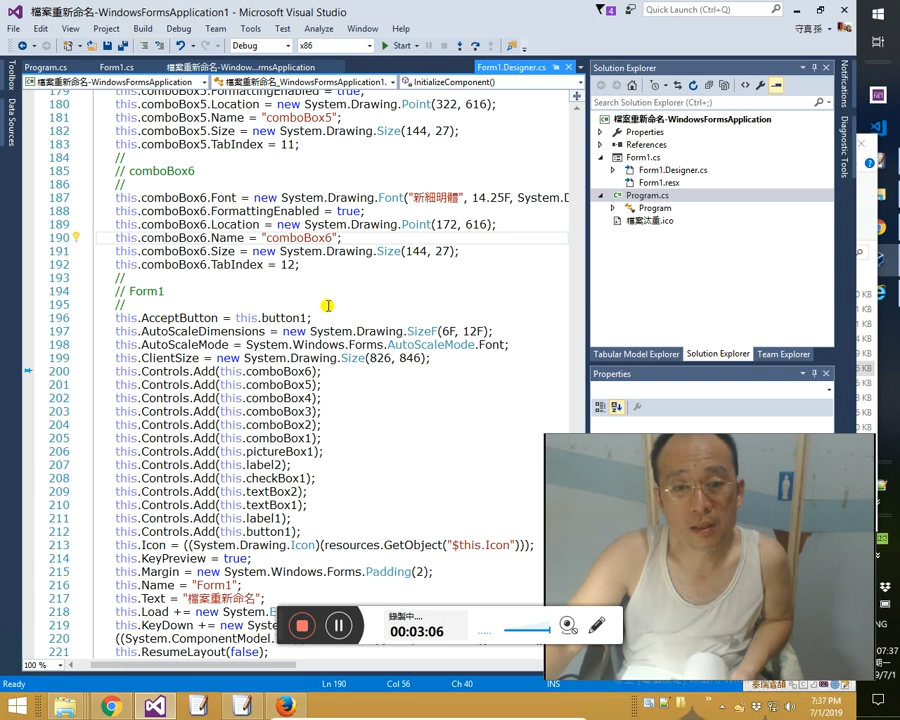 檔案重新命名-WindowsFormsApplication1 - Microsoft Visual Studio
4
Quick Launch (Ctrl+Q)
File Edit View Project Build Debug Team Tools Test Analyze Window Help
守真孫
Debug x86 Start
Program.cs Form1.cs 檔案重新命名-Window...rmsApplication Form1.Designer.cs
檔案重新命名-WindowsFormsApplication 檔案重新命名-WindowsFormsApplication1. InitializeComponent()
Toolbox
Data Sources
179 this.comboBox5.FormattingEnabled = true;
180 this.comboBox5.Location = new System.Drawing.Point(322, 616);
181 this.comboBox5.Name = "comboBox5";
182 this.comboBox5.Size = new System.Drawing.Size(144, 27);
183 this.comboBox5.TabIndex = 11;
184 //
185 // comboBox6
186 //
187 this.comboBox6.Font = new System.Drawing.Font("新細明體", 14.25F, System.D
188 this.comboBox6.FormattingEnabled = true;
189 this.comboBox6.Location = new System.Drawing.Point(172, 616);
190 this.comboBox6.Name = "comboBox6";
191 this.comboBox6.Size = new System.Drawing.Size(144, 27);
192 this.comboBox6.TabIndex = 12;
193 //
194 // Form1
195 //
196 this.AcceptButton = this.button1;
197 this.AutoScaleDimensions = new System.Drawing.SizeF(6F, 12F);
198 this.AutoScaleMode = System.Windows.Forms.AutoScaleMode.Font;
199 this.ClientSize = new System.Drawing.Size(826, 846);
200 this.Controls.Add(this.comboBox6);
201 this.Controls.Add(this.comboBox5);
202 this.Controls.Add(this.comboBox4);
203 this.Controls.Add(this.comboBox3);
204 this.Controls.Add(this.comboBox2);
205 this.Controls.Add(this.comboBox1);
206 this.Controls.Add(this.pictureBox1);
207 this.Controls.Add(this.label2);
208 this.Controls.Add(this.checkBox1);
209 this.Controls.Add(this.textBox2);
210 this.Controls.Add(this.textBox1);
211 this.Controls.Add(this.label1);
212 this.Controls.Add(this.button1);
213 this.Icon = ((System.Drawing.Icon)(resources.GetObject("$this.Icon")));
214 this.KeyPreview = true;
215 this.Margin = new System.Windows.Forms.Padding(2);
216 this.Name = "Form1";
217 this.Text = "檔案重新命名";
218 this.Load += new System.E
219 this.KeyDown += new Syste
220 ((System.ComponentModel.
221 this.ResumeLayout(false);
100 %
Solution Explorer
Search Solution Explorer (Ctrl+;)
檔案重新命名-WindowsFormsApplication
Properties
References
Form1.cs
Form1.Designer.cs
Form1.resx
Program.cs
Program
檔案汰重.ico
Tabular Model Explorer Solution Explorer Team Explorer
Properties
Notifications
Diagnostic Tools
錄製中....
00:03:06
Ready Ln 190 Col 56 Ch 40 INS
7:37 PM
7/1/2019